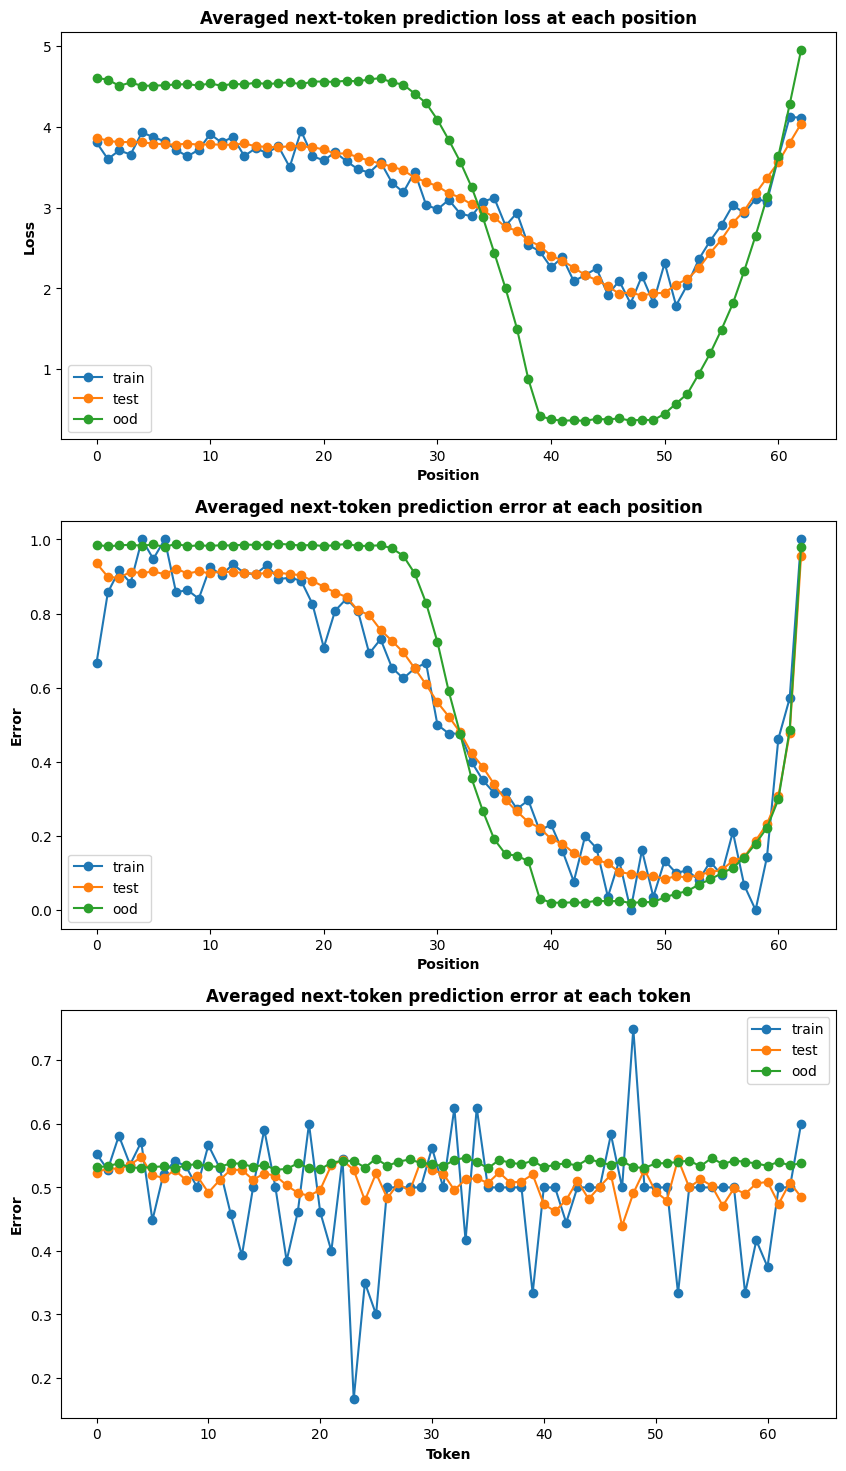 Averaged next-token prediction loss at each position
5
4
3
2
1
Loss
train
test
ood
0 10 20 30 40 50 60
Position
Averaged next-token prediction error at each position
1.0
0.8
0.6
0.4
0.2
0.0
Error
train
test
ood
0 10 20 30 40 50 60
Position
Averaged next-token prediction error at each token
0.7
0.6
0.5
0.4
0.3
0.2
Error
train
test
ood
0 10 20 30 40 50 60
Token